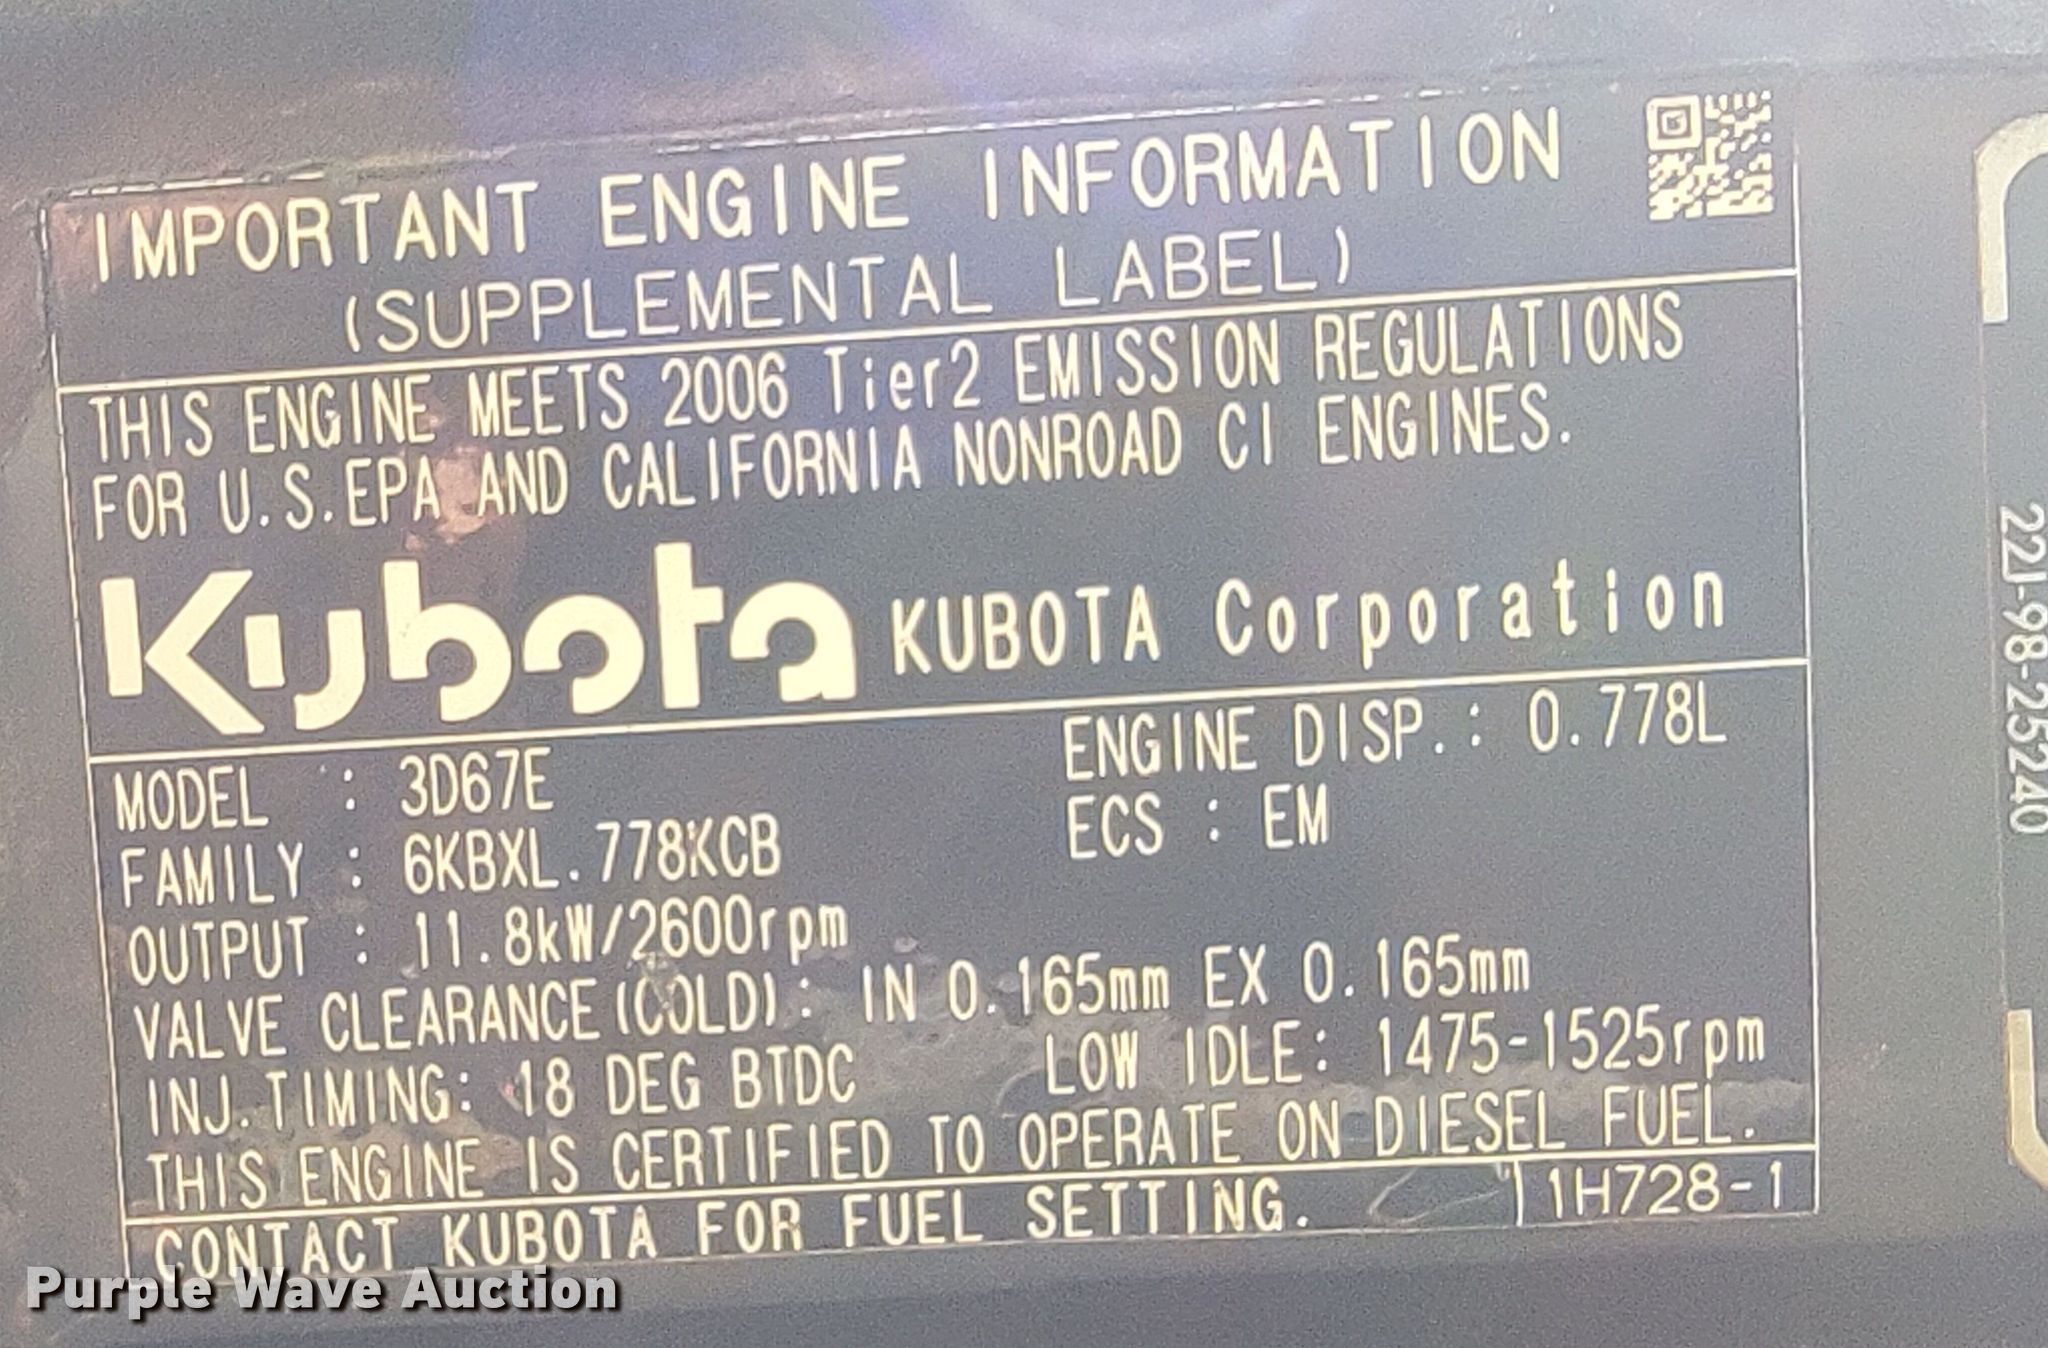 IMPORTANT ENGINE INFORMATION
(SUPPLEMENTAL LABEL)
THIS ENGINE MEETS 2006 Tier2 EMISSION REGULATIONS
FOR U.S.EPA AND CALIFORNIA NONROAD CI ENGINES.
Kubota KUBOTA Corporation
MODEL : 3D67E ENGINE DISP.: 0.778L
FAMILY : 6KBXL.778KCB ECS : EM
OUTPUT : 11.8kW/2600rpm
VALVE CLEARANCE(COLD): IN 0.165mm EX 0.165mm
INJ.TIMING: 18 DEG BTDC LOW IDLE: 1475-1525rpm
THIS ENGINE IS CERTIFIED TO OPERATE ON DIESEL FUEL.
CONTACT KUBOTA FOR FUEL SETTING. 1H728-1
22J-98-25240
Purple Wave Auction